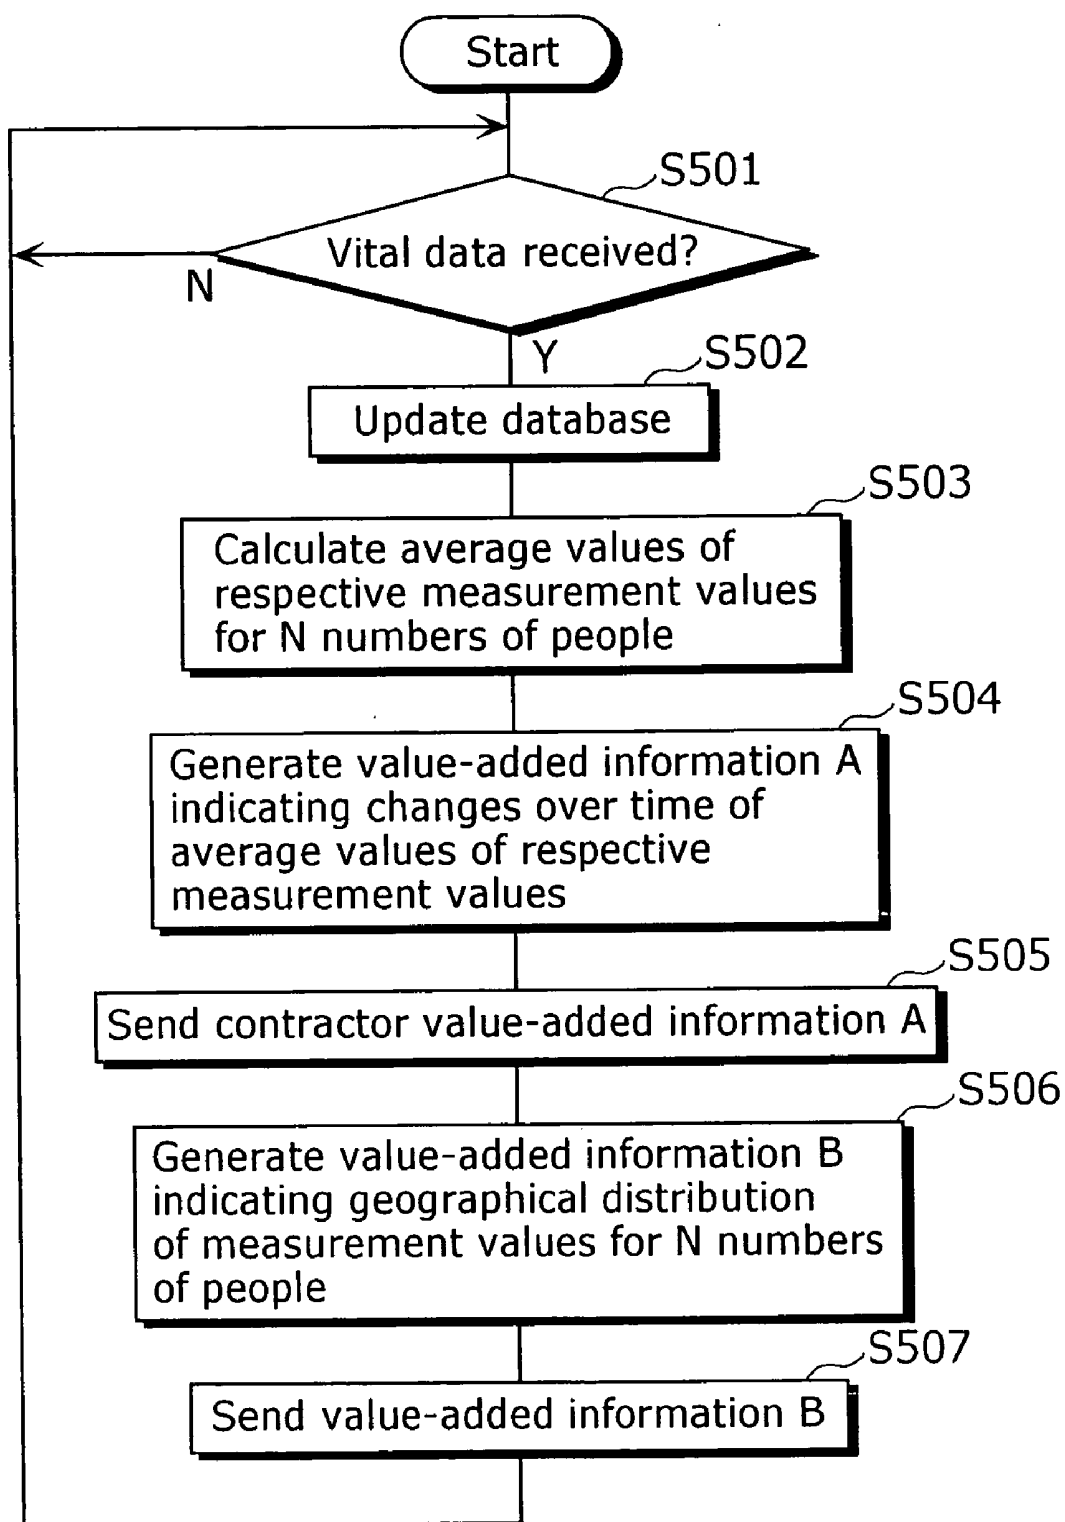 Start
S501
Vital data received?
N
Y
S502
Update database
S503
Calculate average values of
respective measurement values
for N numbers of people
S504
Generate value-added information A
indicating changes over time of
average values of respective
measurement values
S505
Send contractor value-added information A
S506
Generate value-added information B
indicating geographical distribution
of measurement values for N numbers
of people
S507
Send value-added information B